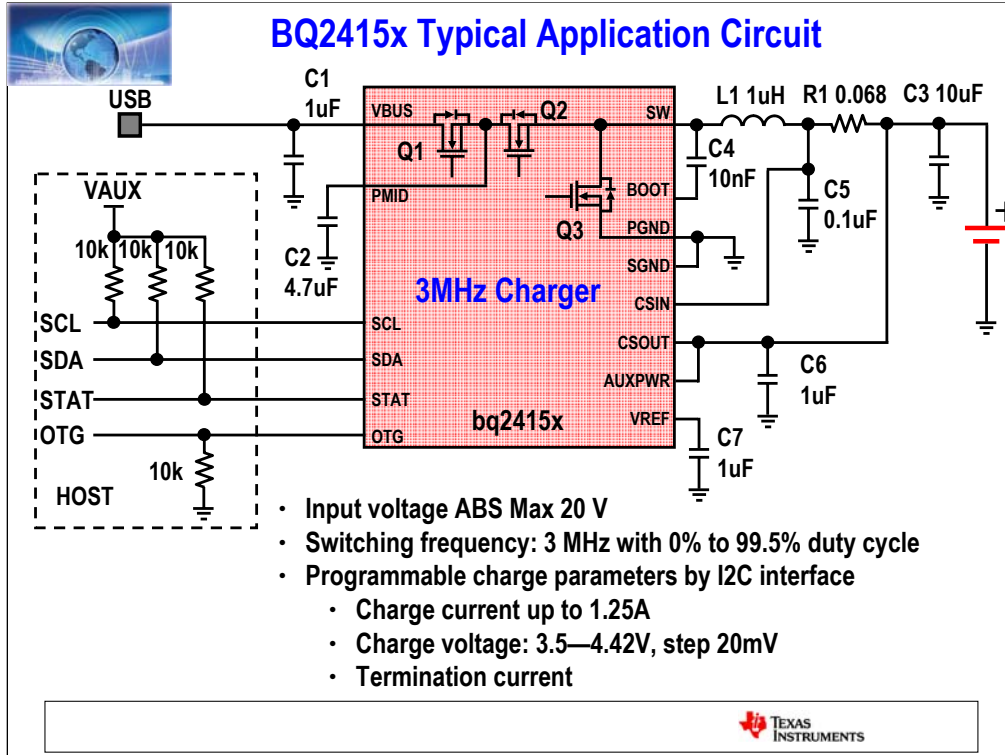 BQ2415x Typical Application Circuit
USB
C1
1uF
VBUS
Q1
Q2
SW
L1 1uH
R1 0.068
C3 10uF
C4
10nF
BOOT
PMID
VAUX
10k
10k
10k
C2
4.7uF
Q3
PGND
SGND
C5
0.1uF
+
3MHz Charger
CSIN
SCL
SCL
CSOUT
SDA
SDA
AUXPWR
C6
1uF
STAT
STAT
bq2415x
VREF
OTG
OTG
C7
1uF
10k
HOST
• Input voltage ABS Max 20 V
• Switching frequency: 3 MHz with 0% to 99.5% duty cycle
• Programmable charge parameters by I2C interface
• Charge current up to 1.25A
• Charge voltage: 3.5—4.42V, step 20mV
• Termination current
TEXAS
INSTRUMENTS